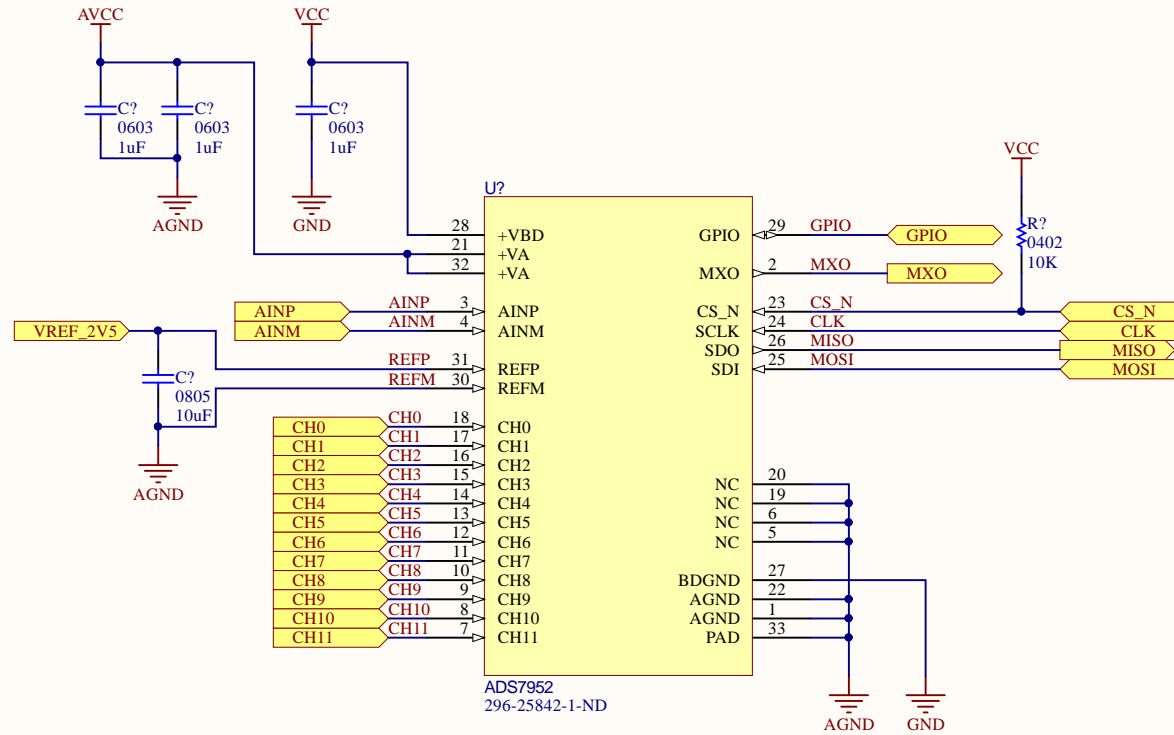 AVCC
VCC
C?
0603
1uF
C?
0603
1uF
C?
0603
1uF
AGND
GND
VCC
R?
0402
10K
U?
28 +VBD
21 +VA
32 +VA
AINP AINP 3 AINP
AINM AINM 4 AINM
VREF_2V5
REFP 31 REFP
REFM 30 REFM
C?
0805
10uF
AGND
CH0 CH0 18 CH0
CH1 CH1 17 CH1
CH2 CH2 16 CH2
CH3 CH3 15 CH3
CH4 CH4 14 CH4
CH5 CH5 13 CH5
CH6 CH6 12 CH6
CH7 CH7 11 CH7
CH8 CH8 10 CH8
CH9 CH9 9 CH9
CH10 CH10 8 CH10
CH11 CH11 7 CH11
GPIO 29 GPIO GPIO
MXO 2 MXO MXO
CS_N 23 CS_N CS_N
SCLK 24 CLK CLK
SDO 26 MISO MISO
SDI 25 MOSI MOSI
NC 20
NC 19
NC 6
NC 5
BDGND 27
AGND 22
AGND 1
PAD 33
ADS7952
296-25842-1-ND
AGND
GND